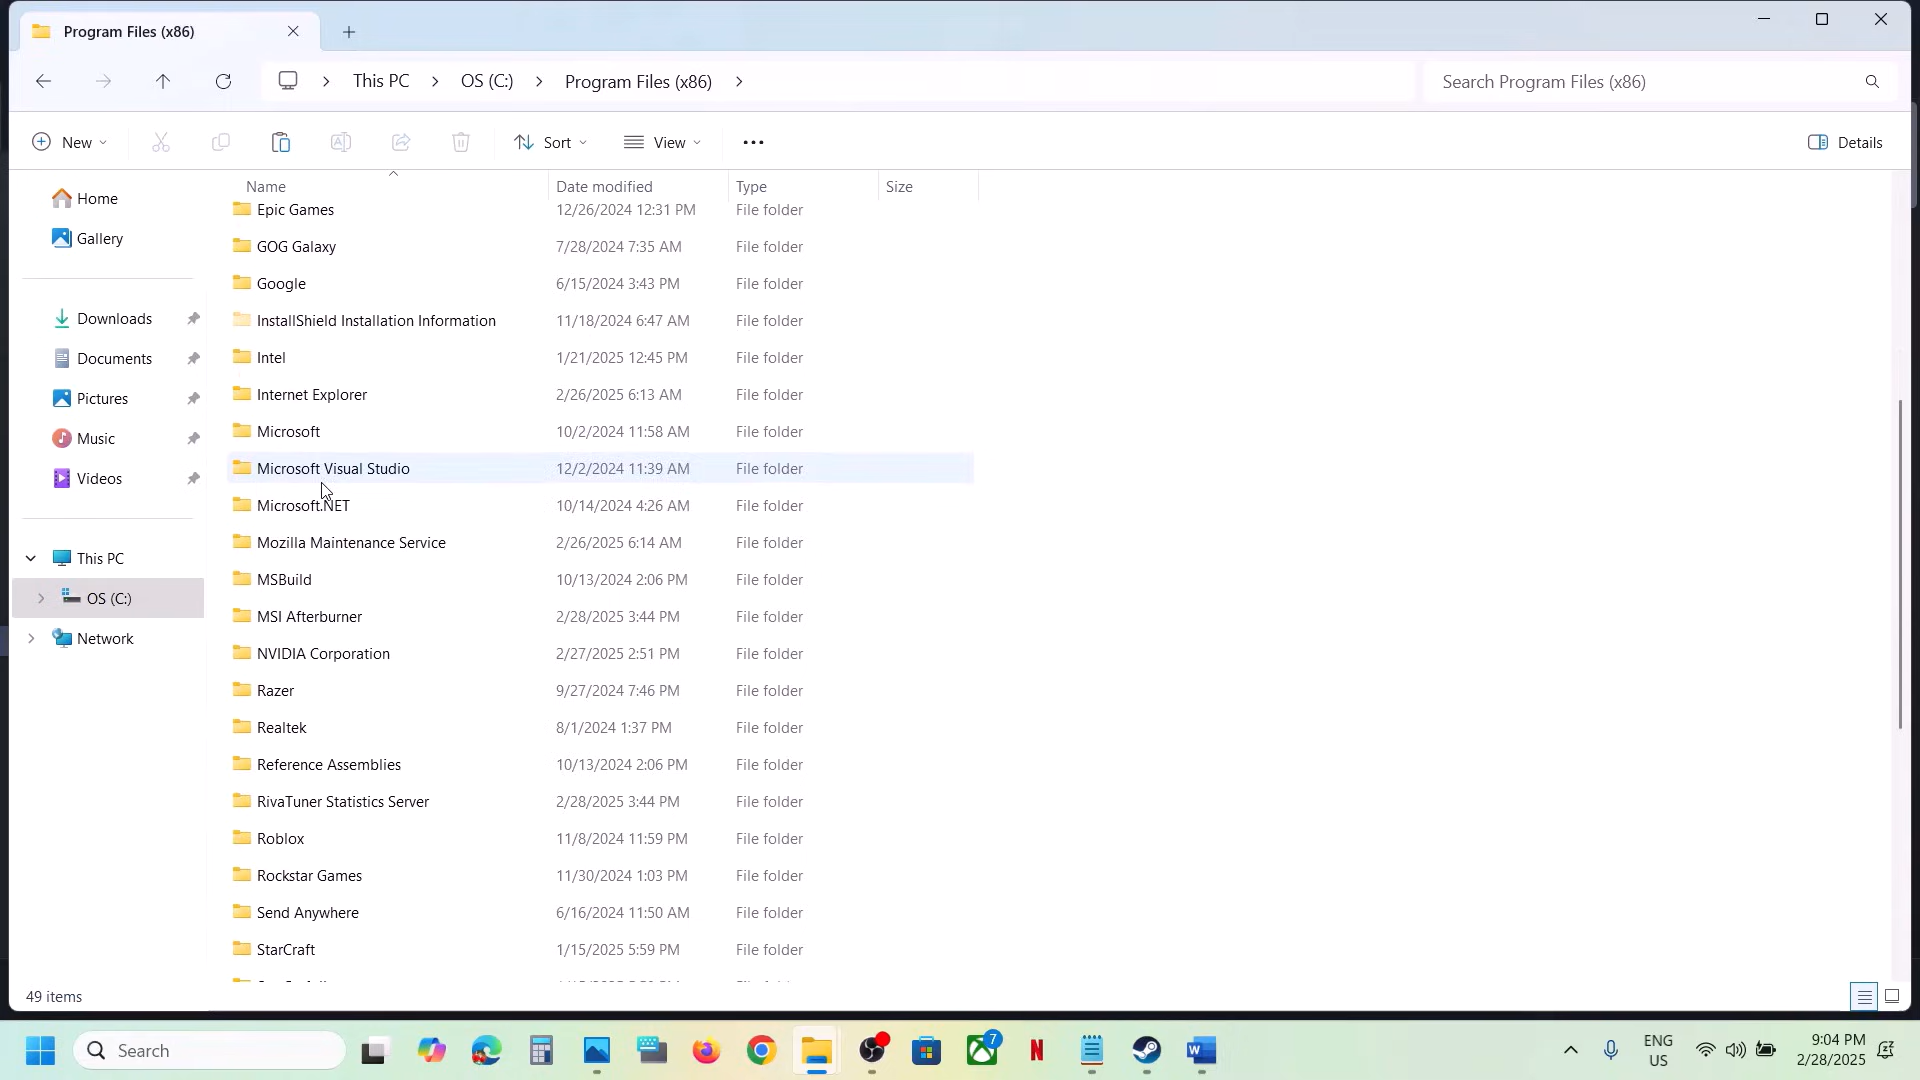 Program Files (x86)
This PC
OS (C:)
Program Files (x86)
Search Program Files (x86)
New
Sort
View
Details
Home
Gallery
Downloads
Documents
Pictures
Music
Videos
This PC
OS (C:)
Network
Name Date modified Type Size
Epic Games 12/26/2024 12:31 PM File folder
GOG Galaxy 7/28/2024 7:35 AM File folder
Google 6/15/2024 3:43 PM File folder
InstallShield Installation Information 11/18/2024 6:47 AM File folder
Intel 1/21/2025 12:45 PM File folder
Internet Explorer 2/26/2025 6:13 AM File folder
Microsoft 10/2/2024 11:58 AM File folder
Microsoft Visual Studio 12/2/2024 11:39 AM File folder
Microsoft.NET 10/14/2024 4:26 AM File folder
Mozilla Maintenance Service 2/26/2025 6:14 AM File folder
MSBuild 10/13/2024 2:06 PM File folder
MSI Afterburner 2/28/2025 3:44 PM File folder
NVIDIA Corporation 2/27/2025 2:51 PM File folder
Razer 9/27/2024 7:46 PM File folder
Realtek 8/1/2024 1:37 PM File folder
Reference Assemblies 10/13/2024 2:06 PM File folder
RivaTuner Statistics Server 2/28/2025 3:44 PM File folder
Roblox 11/8/2024 11:59 PM File folder
Rockstar Games 11/30/2024 1:03 PM File folder
Send Anywhere 6/16/2024 11:50 AM File folder
StarCraft 1/15/2025 5:59 PM File folder
49 items
Search
7
N
W
ENG
US
9:04 PM
2/28/2025